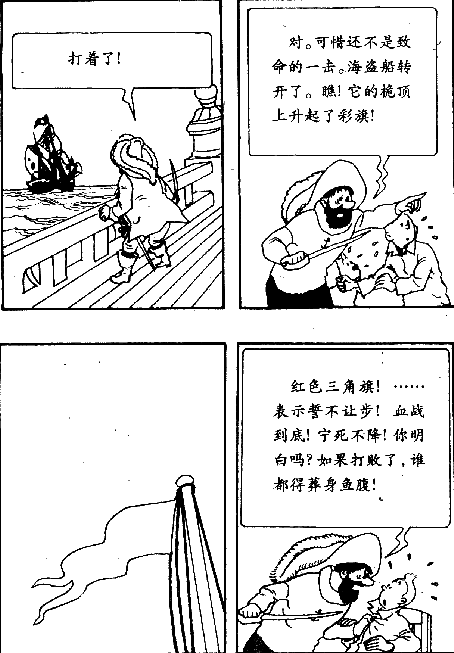 打着了!
对。可惜还不是致
命的一击。海盗船转
开了。瞧!它的桅顶
上升起了彩旗!
红色三角旗! ……
表示誓不让步! 血战
到底!宁死不降!你明
白吗?如果打败了,谁
都得葬身鱼腹!